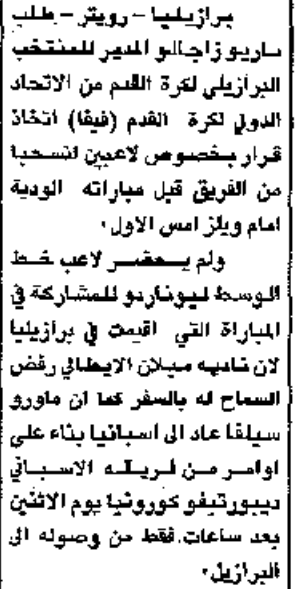 برازيليا - رويتر - طلب
ماريو زاجالو المدير للمنتخب
البرازيلي لكرة القدم من الاتحاد
الدولي لكرة القدم (فيفا) اتخاذ
قرار بخصوص لاعبين انسحبا
من الفريق قبل مباراته الودية
امام ويلز امس الاول .
ولم يحضر لاعب خط
الوسط ليوناردو للمشاركة في
المباراة التي اقيمت في برازيليا
لان ناديه ميلان الايطالي رفض
السماح له بالسفر كما ان ماورو
سيلفا عاد الى اسبانيا بناء على
اوامر من فريقه الاسباني
ديبورتيفو كورونيا يوم الاثنين
بعد ساعات فقط من وصوله الى
البرازيل .